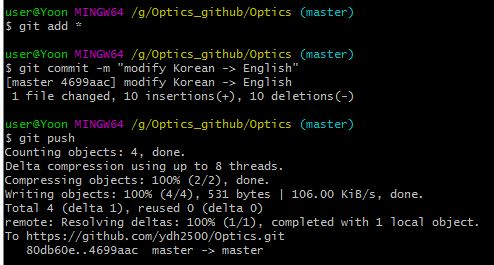 user@Yoon MINGW64 /g/Optics_github/Optics (master)
$ git add *
user@Yoon MINGW64 /g/Optics_github/Optics (master)
$ git commit -m "modify Korean -> English"
[master 4699aac] modify Korean -> English
 1 file changed, 10 insertions(+), 10 deletions(-)
user@Yoon MINGW64 /g/Optics_github/Optics (master)
$ git push
Counting objects: 4, done.
Delta compression using up to 8 threads.
Compressing objects: 100% (2/2), done.
Writing objects: 100% (4/4), 531 bytes | 106.00 KiB/s, done.
Total 4 (delta 1), reused 0 (delta 0)
remote: Resolving deltas: 100% (1/1), completed with 1 local object.
To https://github.com/ydh2500/Optics.git
   80db60e..4699aac  master -> master